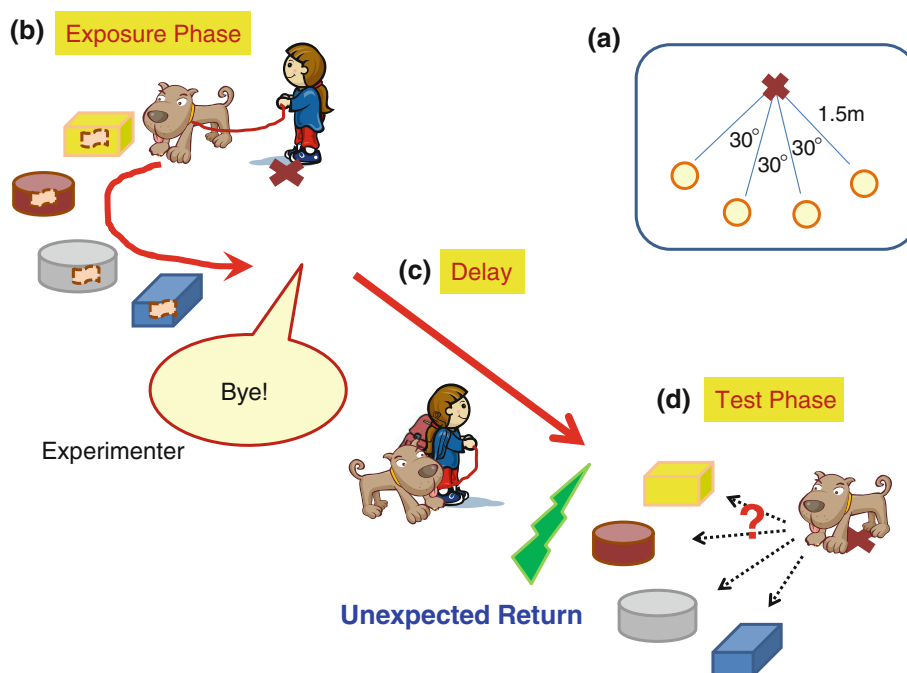 (b) Exposure Phase
(a)
1.5m
30°
30°
30°
(c) Delay
Bye!
Experimenter
(d) Test Phase
?
Unexpected Return